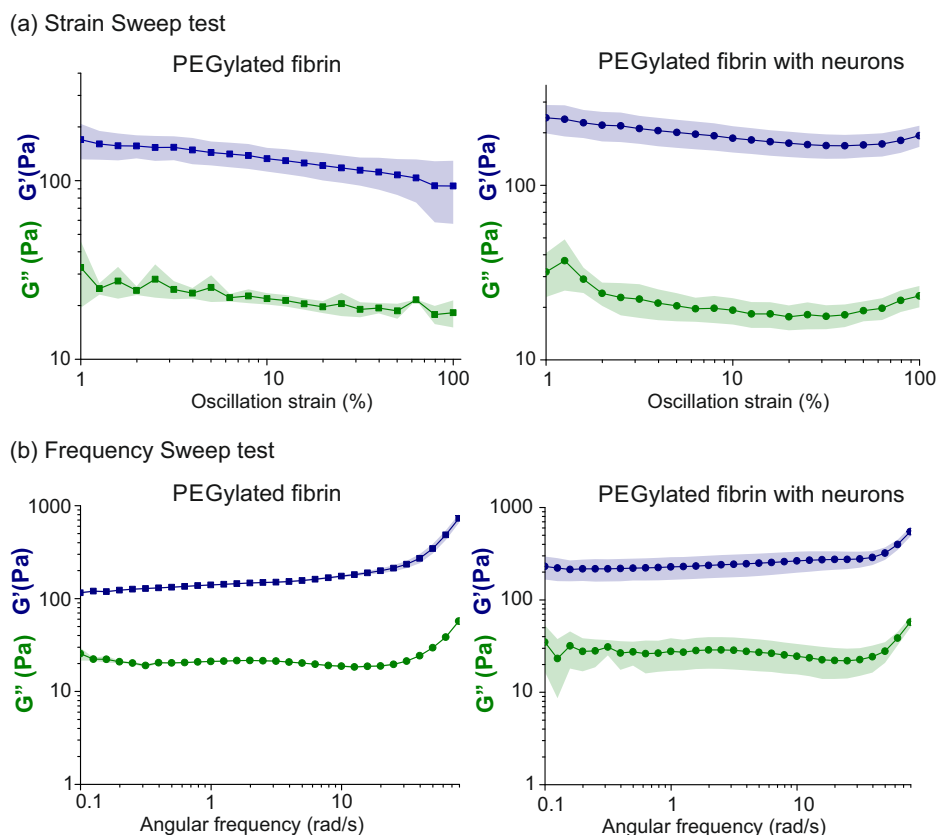 (a) Strain Sweep test
PEGylated fibrin
PEGylated fibrin with neurons
G'(Pa)
G” (Pa)
100
10
1
10
100
Oscillation strain (%)
G'(Pa)
G” (Pa)
100
10
1
10
100
Oscillation strain (%)
(b) Frequency Sweep test
PEGylated fibrin
PEGylated fibrin with neurons
G'(Pa)
G” (Pa)
1000
100
10
1
0.1
1
10
Angular frequency (rad/s)
G'(Pa)
G” (Pa)
1000
100
10
1
0.1
1
10
Angular frequency (rad/s)